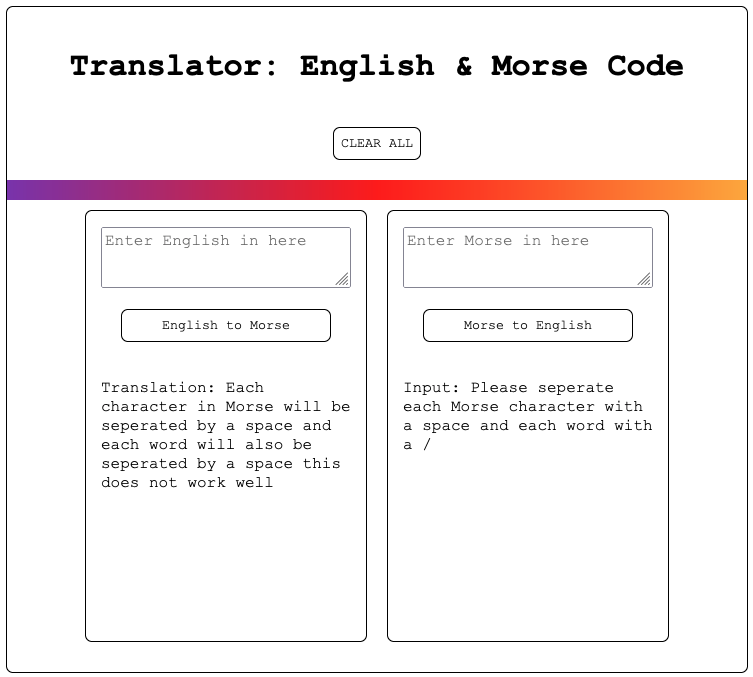 Translator: English & Morse Code
CLEAR ALL
Enter English in here
English to Morse
Translation: Each
character in Morse will be
seperated by a space and
each word will also be
seperated by a space this
does not work well
Enter Morse in here
Morse to English
Input: Please seperate
each Morse character with
a space and each word with
a /